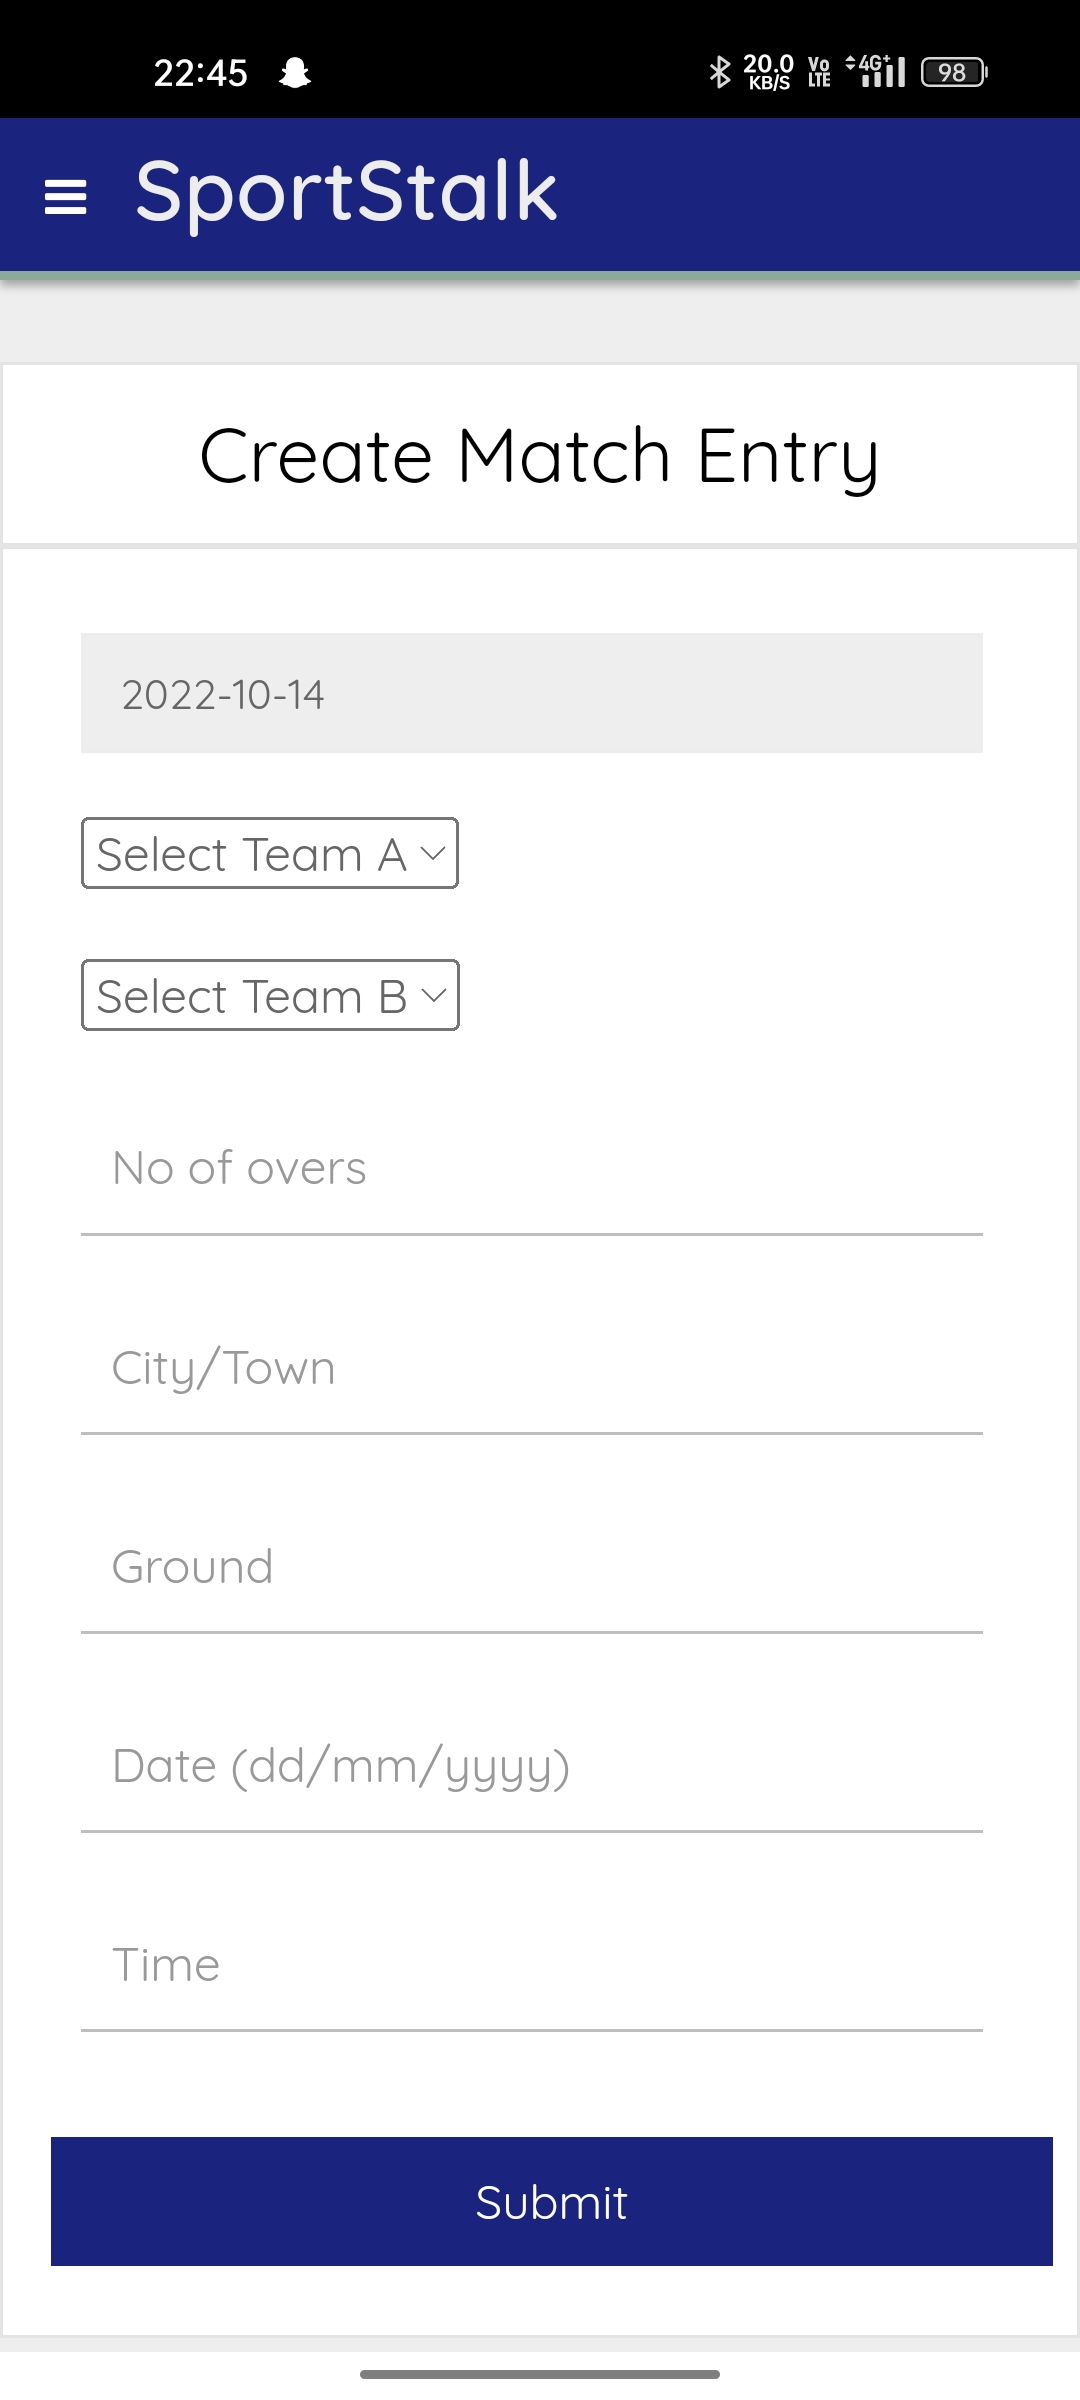 22:45 20.0 KB/S Vo LTE 4G+ 98
SportStalk
Create Match Entry
2022-10-14
Select Team A
Select Team B
No of overs
City/Town
Ground
Date (dd/mm/yyyy)
Time
Submit